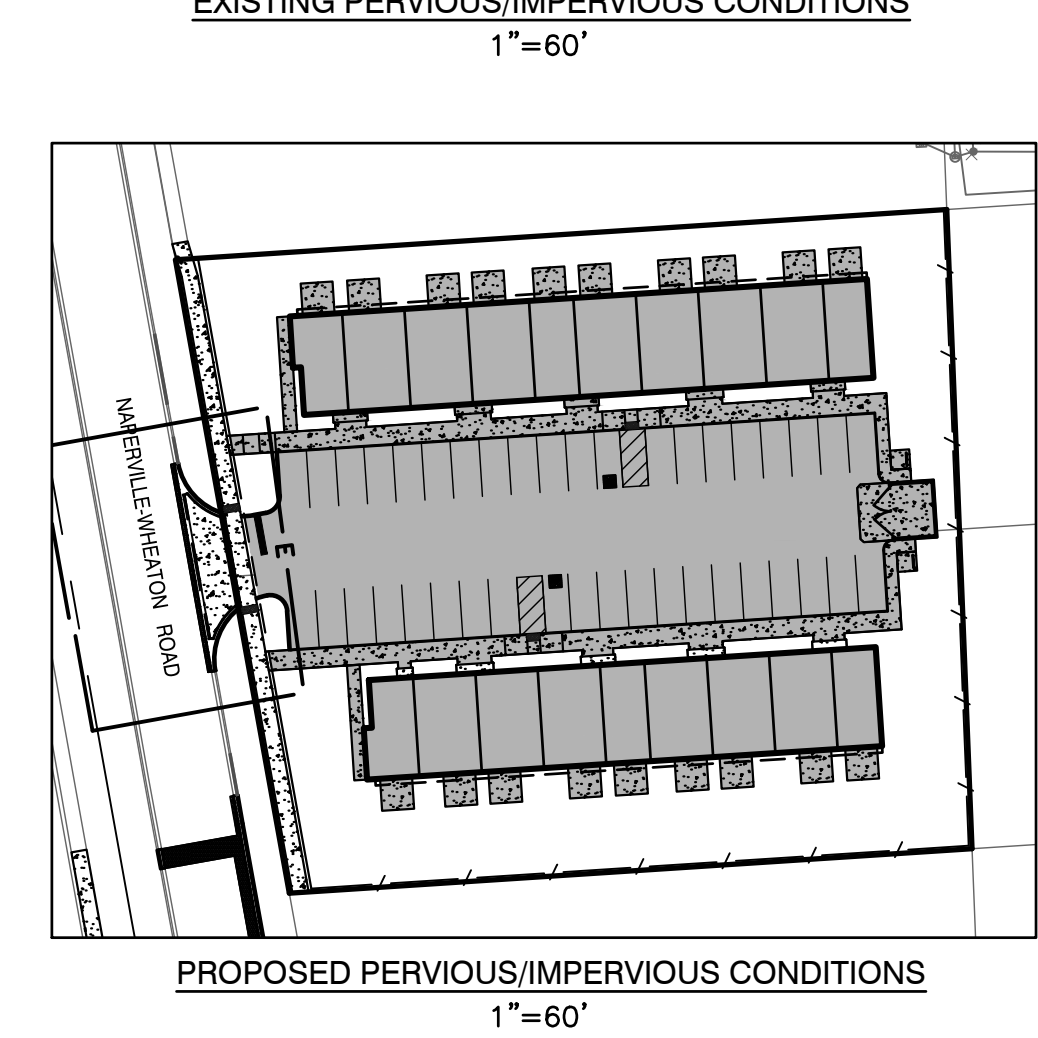 EXISTING PERVIOUS/IMPERVIOUS CONDITIONS
1"=60'
NAPERVILLE-WHEATON ROAD
E
PROPOSED PERVIOUS/IMPERVIOUS CONDITIONS
1"=60'